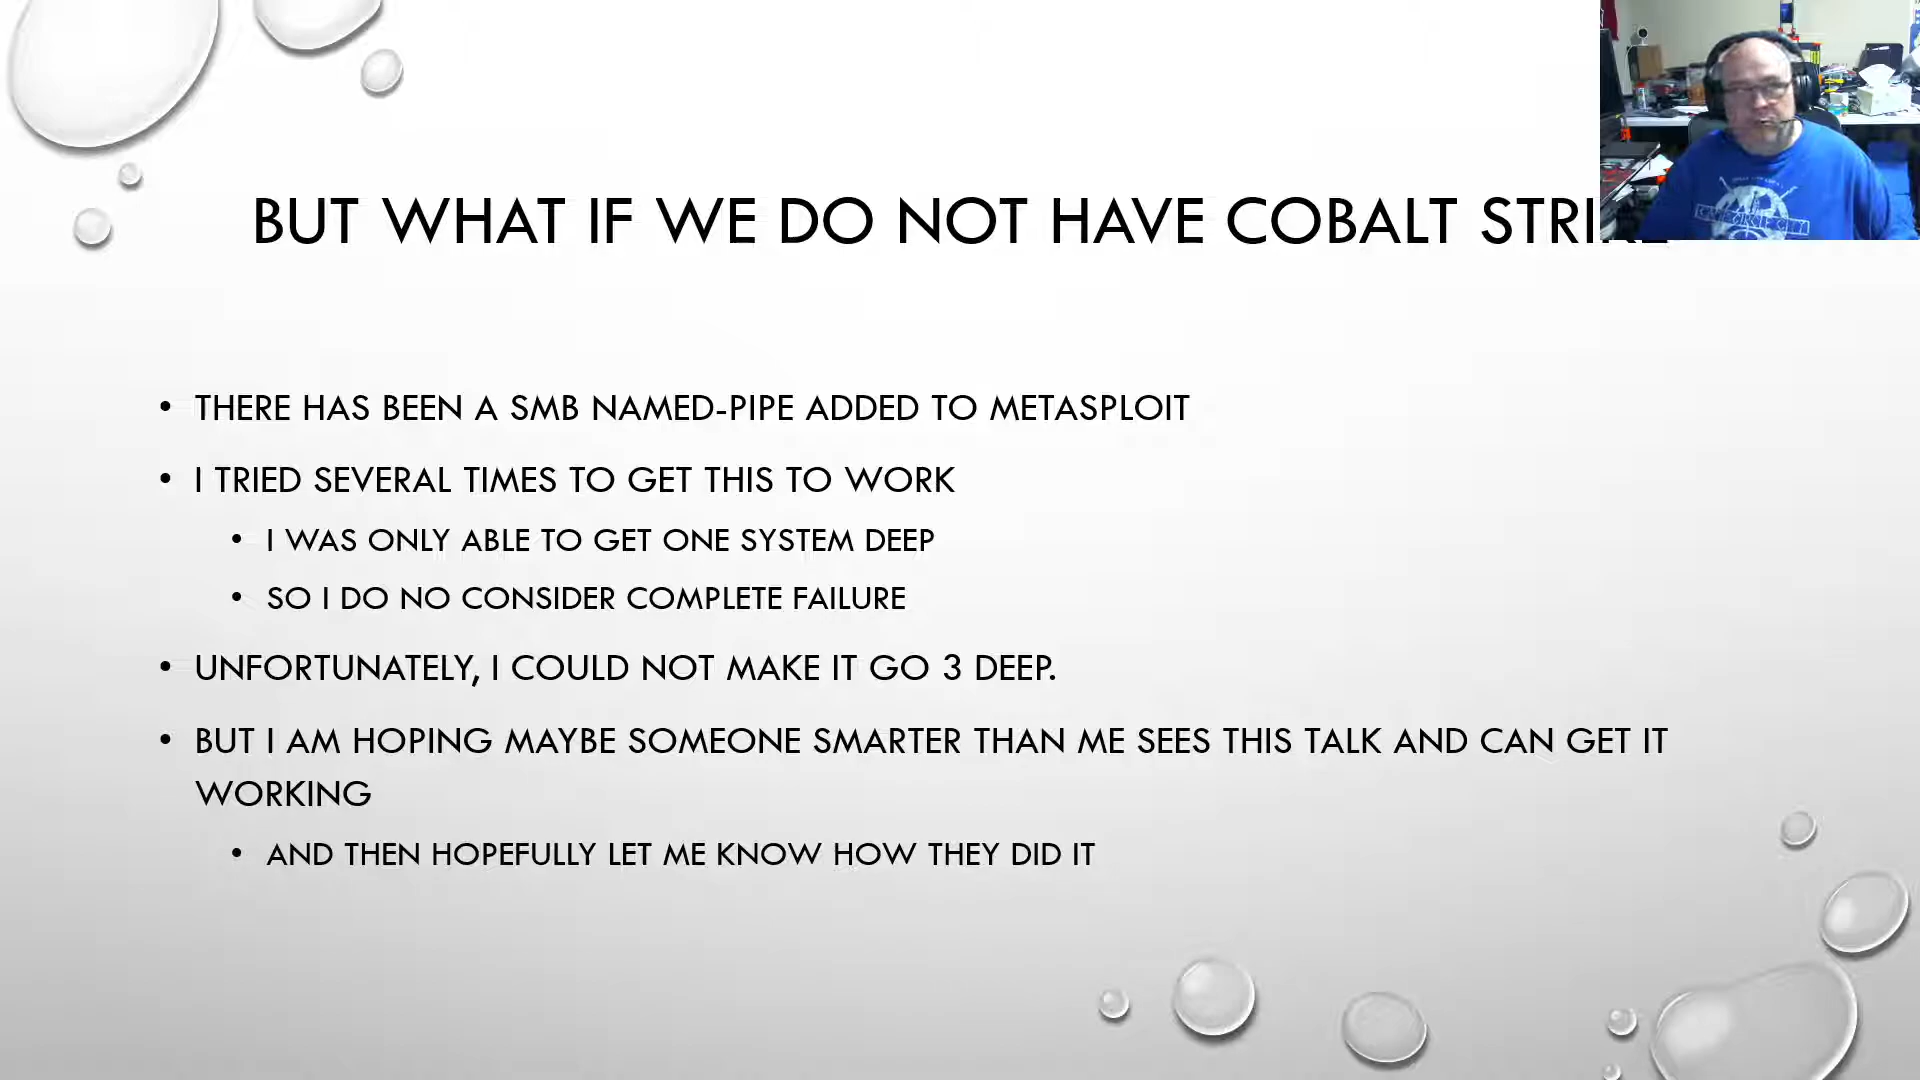 BUT WHAT IF WE DO NOT HAVE COBALT
• THERE HAS BEEN A SMB NAMED-PIPE ADDED TO METASPLOIT
• I TRIED SEVERAL TIMES TO GET THIS TO WORK
• I WAS ONLY ABLE TO GET ONE SYSTEM DEEP
• SO I DO NO CONSIDER COMPLETE FAILURE
• UNFORTUNATELY, I COULD NOT MAKE IT GO 3 DEEP.
• BUT I AM HOPING MAYBE SOMEONE SMARTER THAN ME SEES THIS TALK AND CAN GET IT
WORKING
• AND THEN HOPEFULLY LET ME KNOW HOW THEY DID IT